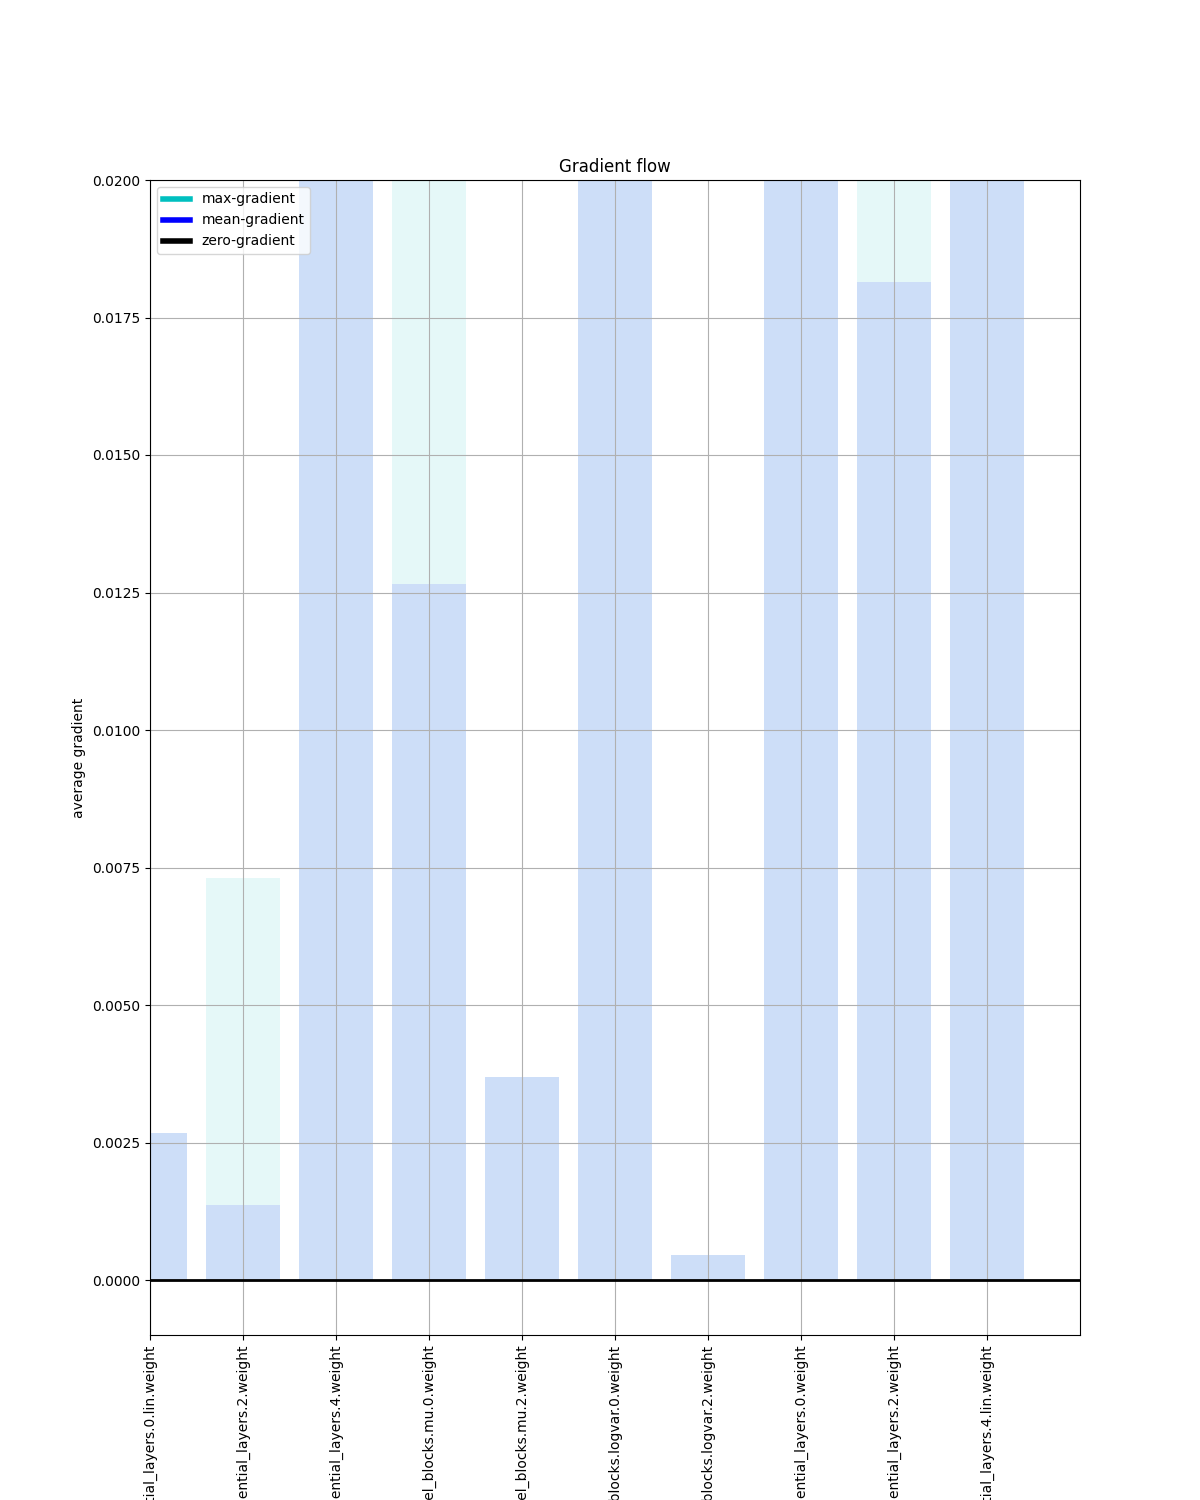 Gradient flow
max-gradient
mean-gradient
zero-gradient
0.0200
0.0175
0.0150
0.0125
0.0100
0.0075
0.0050
0.0025
0.0000
average gradient
tial_layers.0.lin.weight
ential_layers.2.weight
ential_layers.4.weight
el_blocks.mu.0.weight
el_blocks.mu.2.weight
blocks.logvar.0.weight
blocks.logvar.2.weight
ential_layers.0.weight
ential_layers.2.weight
tial_layers.4.lin.weight